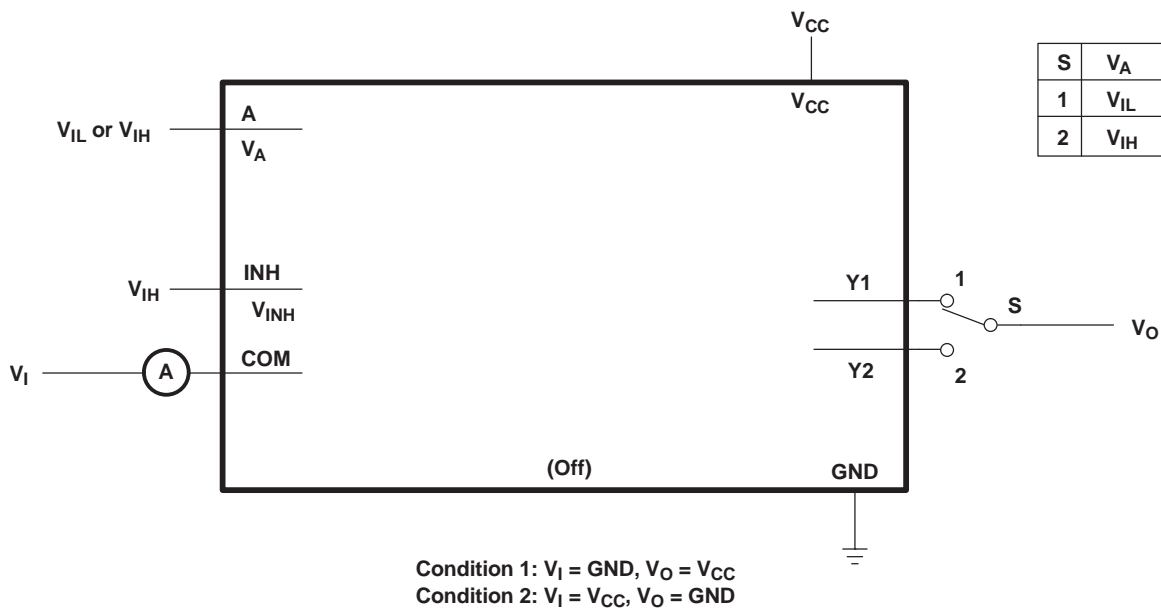 VCC
S VA
1 VIL
2 VIH
VCC
A
VIL or VIH
VA
INH
VIH
VINH
Y1 1
S
VO
COM
Y2 2
VI A
(Off) GND
Condition 1: VI = GND, VO = VCC
Condition 2: VI = VCC, VO = GND